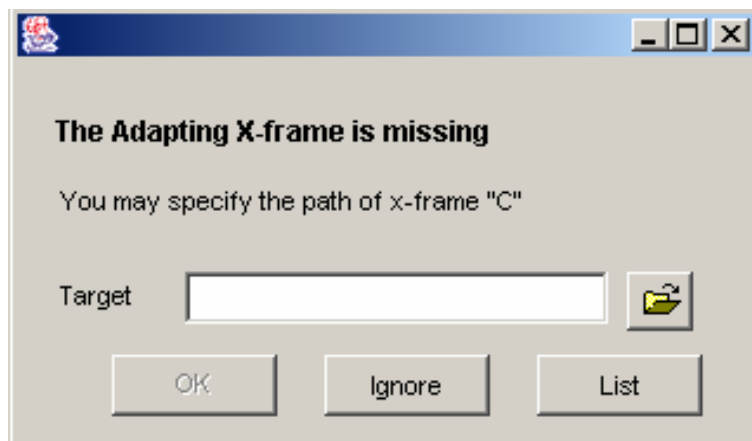 The Adapting X-frame is missing
You may specify the path of x-frame "C"
Target
OK Ignore List